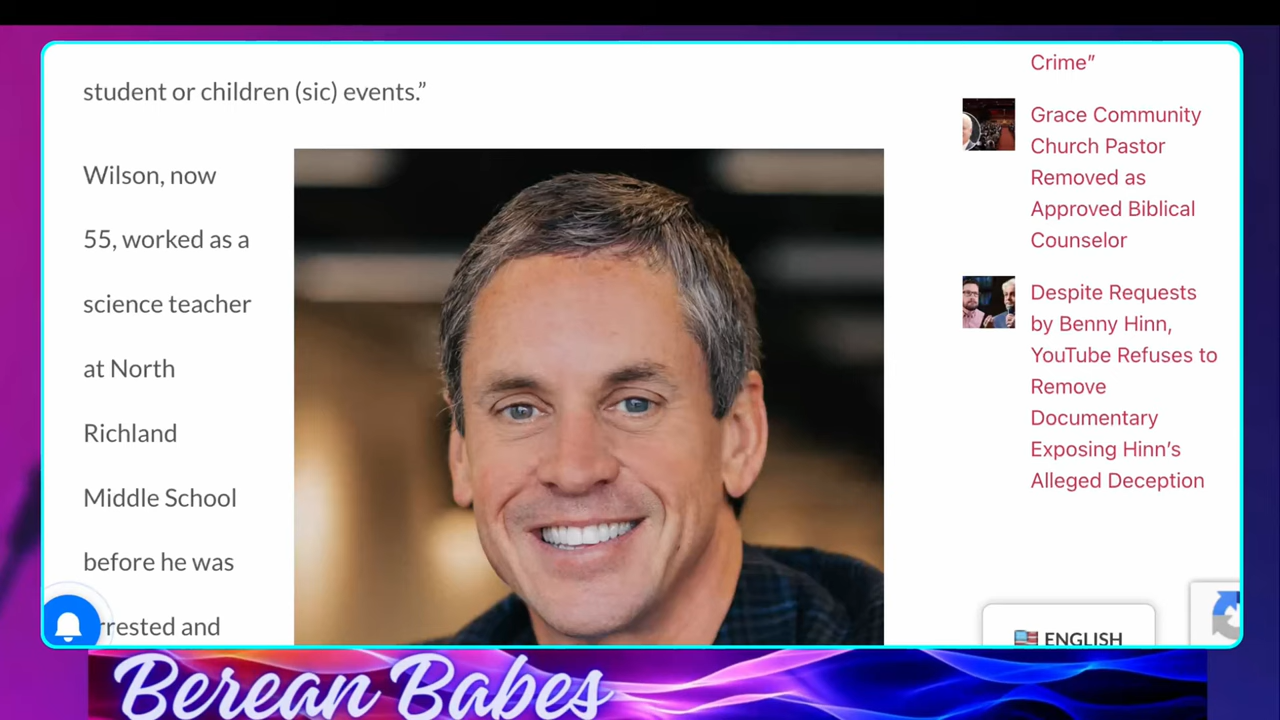 student or children (sic) events.”
Wilson, now
55, worked as a
science teacher
at North
Richland
Middle School
before he was
rrested and
Crime”
Grace Community
Church Pastor
Removed as
Approved Biblical
Counselor
Despite Requests
by Benny Hinn,
YouTube Refuses to
Remove
Documentary
Exposing Hinn’s
Alleged Deception
ENGLISH
Berean Babes